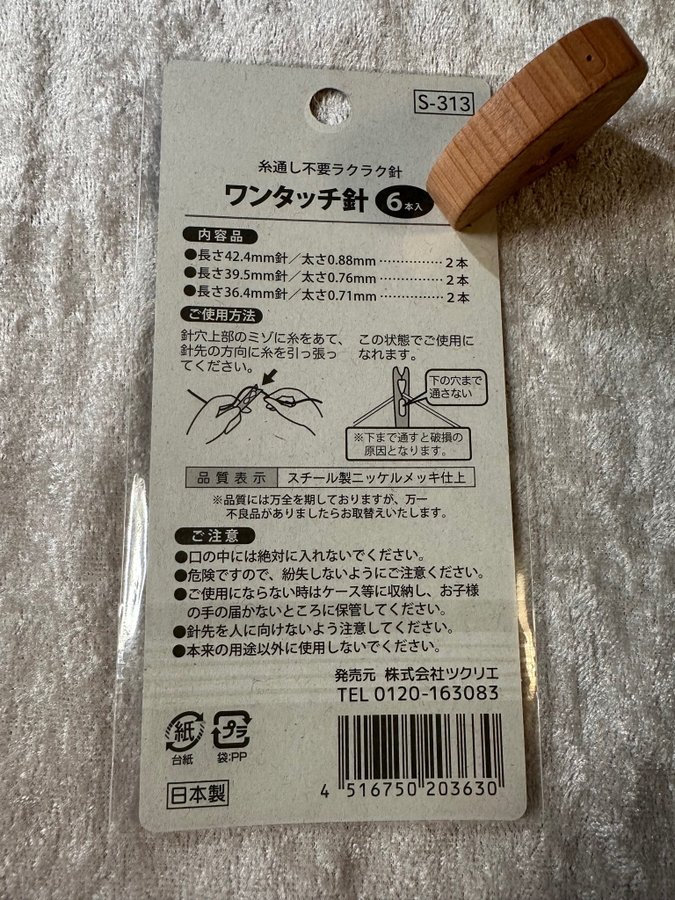 S-313
糸通し不要ラクラク針
ワンタッチ針 6本入
内容品
●長さ42.4mm針／太さ0.88mm ⋯⋯⋯⋯⋯ 2本
●長さ39.5mm針／太さ0.76mm ⋯⋯⋯⋯⋯ 2本
●長さ36.4mm針／太さ0.71mm ⋯⋯⋯⋯⋯ 2本
ご使用方法
針穴上部のミゾに糸をあて、
針先の方向に糸を引っ張っ
てください。
この状態でご使用に
なれます。
下の穴まで
通さない
※下まで通すと破損の
原因となります。
品質表示 スチール製ニッケルメッキ仕上
※品質には万全を期しておりますが、万一
不良品がありましたらお取替えいたします。
ご注意
●口の中には絶対に入れないでください。
●危険ですので、紛失しないようにご注意ください。
●ご使用にならない時はケース等に収納し、お子様
の手の届かないところに保管してください。
●針先を人に向けないよう注意してください。
●本来の用途以外に使用しないでください。
発売元 株式会社ツクリエ
TEL 0120-163083
紙
台紙
プラ
袋:PP
日本製
4 516750 203630